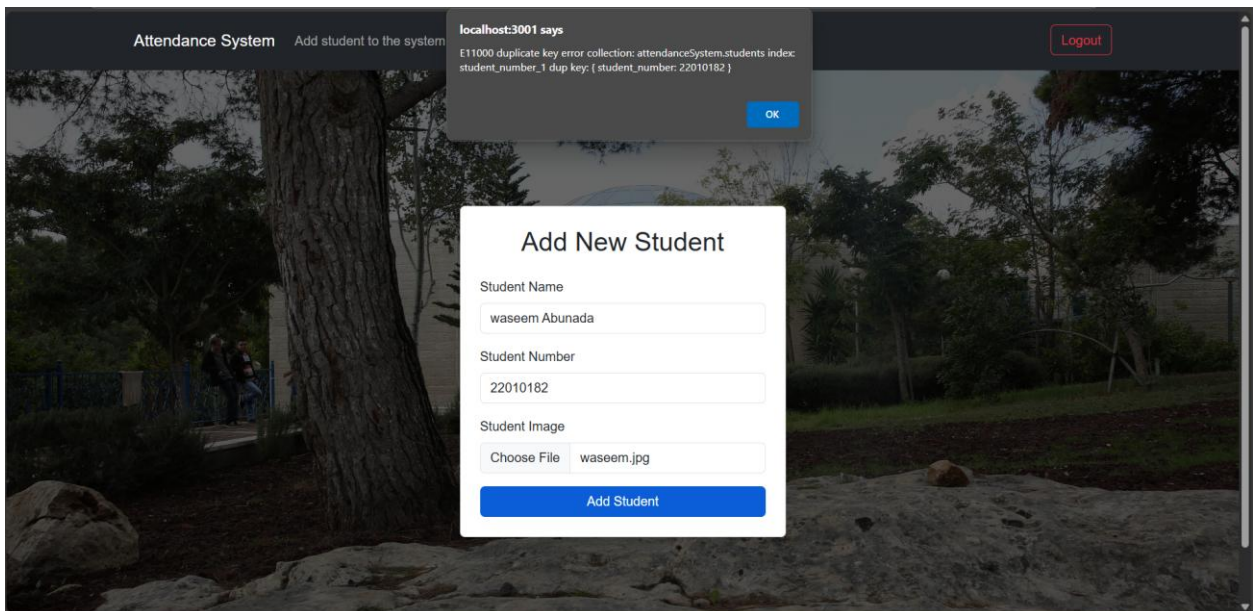 Attendance System Add student to the system
localhost:3001 says
E11000 duplicate key error collection: attendanceSystem.students index:
student_number_1 dup key: { student_number: 22010182 }
OK
Logout
Add New Student
Student Name
waseem Abunada
Student Number
22010182
Student Image
Choose File waseem.jpg
Add Student